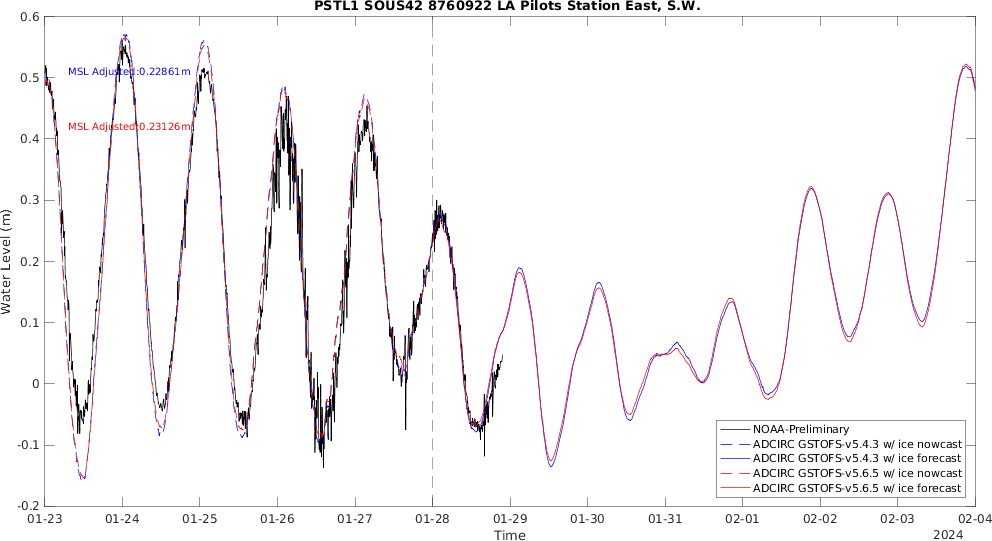 PSTL1 SOUS42 8760922 LA Pilots Station East, S.W.
0.6
0.5
0.4
0.3
0.2
0.1
0
-0.1
-0.2
Water Level (m)
MSL Adjusted:0.22861m
MSL Adjusted:0.23126m
NOAA-Preliminary
ADCIRC GSTOFS-v5.4.3 w/ ice nowcast
ADCIRC GSTOFS-v5.4.3 w/ ice forecast
ADCIRC GSTOFS-v5.6.5 w/ ice nowcast
ADCIRC GSTOFS-v5.6.5 w/ ice forecast
01-23 01-24 01-25 01-26 01-27 01-28 01-29 01-30 01-31 02-01 02-02 02-03 02-04
Time
2024